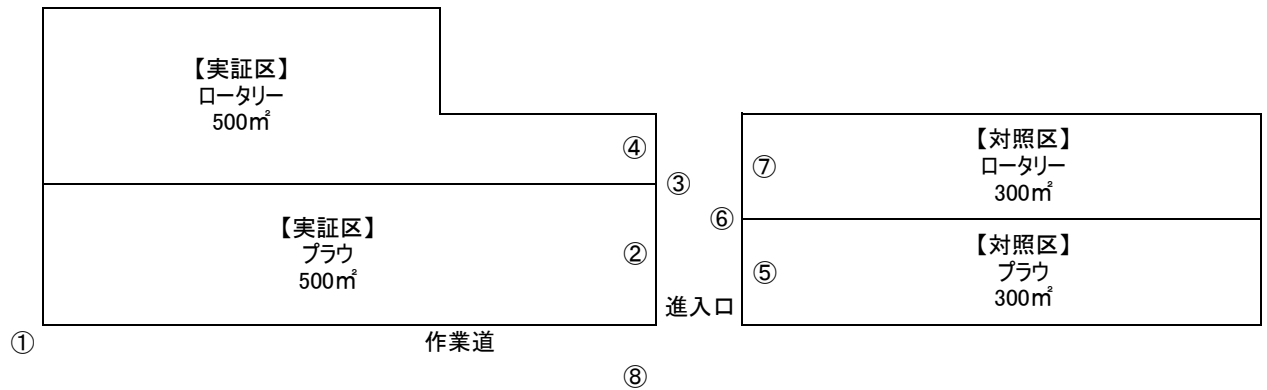 【実証区】
ロータリー
500㎡
④
③
【実証区】
プラウ
500㎡
②
【対照区】
ロータリー
300㎡
⑦
⑥
【対照区】
プラウ
300㎡
⑤
進入口
①
作業道
⑧